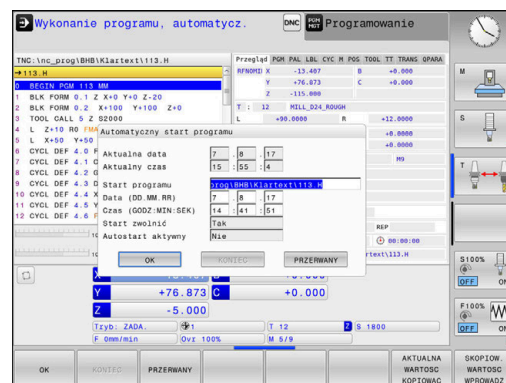 Wykonanie programu, automatycz.
DNC
PGM MGT
Programowanie
TNC:\nc_prog\BHB\Klartext\113.H
→113.H
0 BEGIN PGM 113 MM
1 BLK FORM 0.1 Z X+0 Y+0 Z-20
2 BLK FORM 0.2 X+100 Y+100 Z+0
3 TOOL CALL 5 Z S2000
4 L Z+10 R0 FMA
5 L X+50 Y+50
6 CYCL DEF 4.0 F
7 CYCL DEF 4.1 O
8 CYCL DEF 4.2 O
9 CYCL DEF 4.3 D
10 CYCL DEF 4.4 X
11 CYCL DEF 4.5 Y
12 CYCL DEF 4.6 F
Przegląd PGM PAL LBL CYC M POS TOOL TT TRANS QPARA
RFNOMI X -13.407 B +0.000
Y +76.873 C +0.000
Z -115.000
T : 12 MILL_D24_ROUGH
L +90.0000 R +12.0000
+0.0000
+0.0000
M9
REP
00:00:00
rtext\113.H
Automatyczny start programu
Aktualna data 7 . 8 . 17
Aktualny czas 15 : 55 : 4
Start programu prog\BHB\Klartext\113.H
Data (DD.MM.RR) 7 . 8 . 17
Czas (GODZ:MIN:SEK) 14 : 41 : 51
Start zwolnić Tak
Autostart aktywny Nie
OK
KONIEC
PRZERWANY
Y +76.873 C +0.000
Z -5.000
Tryb: ZADA. 1 T 12 Z S 1800
F 0mm/min Ovr 100% M 5/9
M
S
T
S100%
OFF ON
F100%
OFF ON
OK
KONIEC
PRZERWANY
AKTUALNA WARTOSC KOPIOWAC
SKOPIOW. WARTOSC WPROWADZ